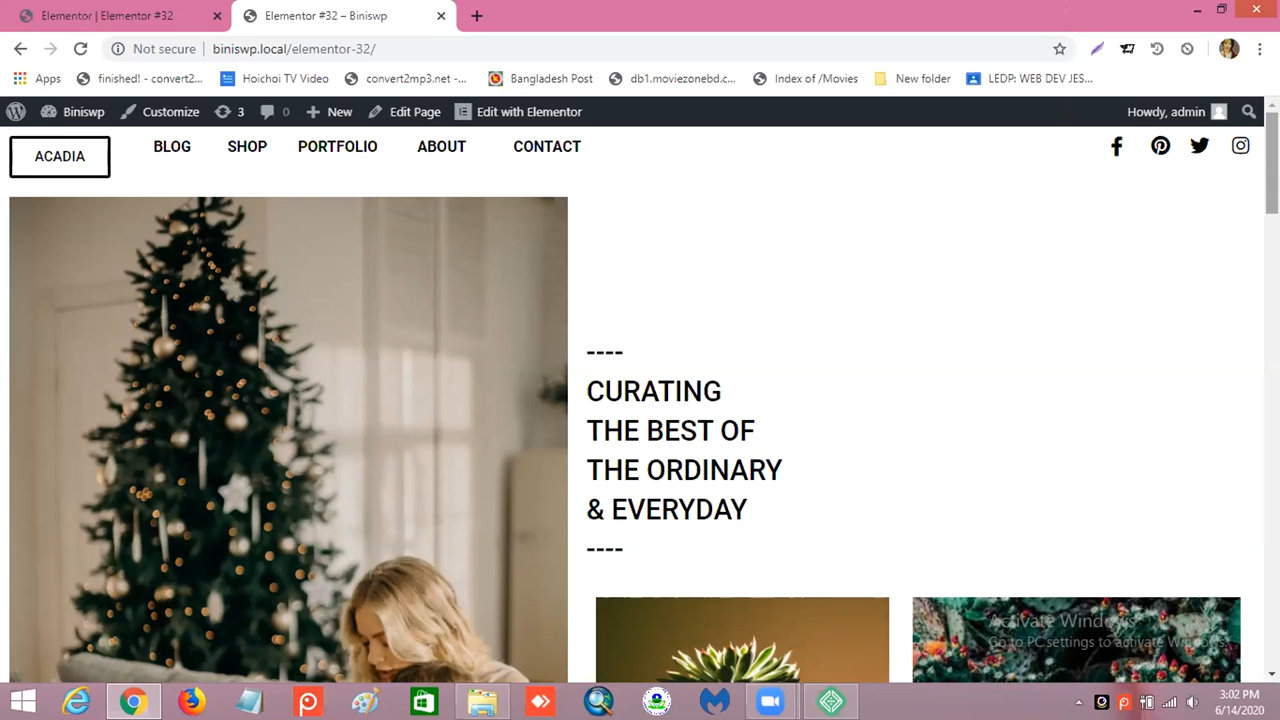 Elementor | Elementor #32
Elementor #32 – Biniswp
Not secure | biniswp.local/elementor-32/
Apps
finished! - convert2...
Hoichoi TV Video
convert2mp3.net -...
Bangladesh Post
db1.moviezonebd.c...
Index of /Movies
New folder
LEDP: WEB DEV JES...
Biniswp
Customize
3
0
New
Edit Page
Edit with Elementor
Howdy, admin
ACADIA
BLOG
SHOP
PORTFOLIO
ABOUT
CONTACT
----
CURATING
THE BEST OF
THE ORDINARY
& EVERYDAY
----
Activate Windows
Go to PC settings to activate Windows.
3:02 PM
6/14/2020